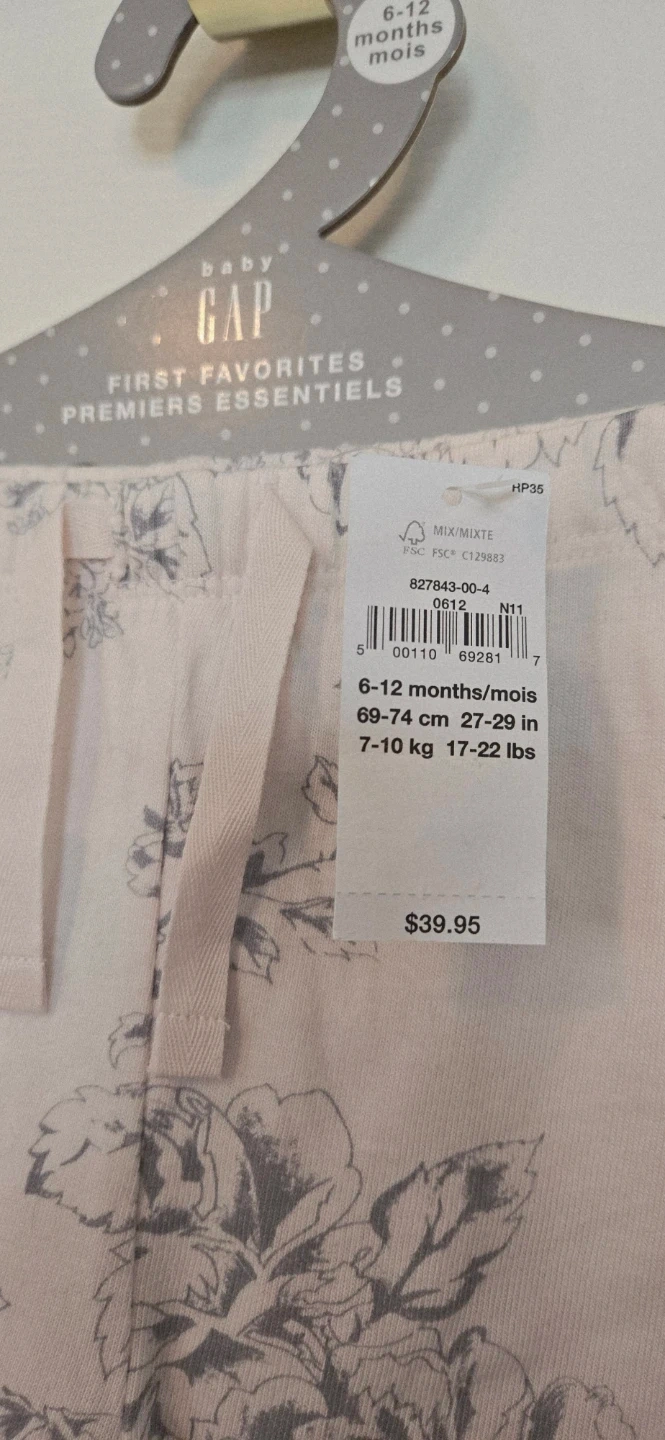 6-12
months
mois
baby
GAP
FIRST FAVORITES
PREMIERS ESSENTIELS
RP35
MIX/MIXTE
FSC FSC® C129883
827843-00-4
0612 N11
5 00110 69281 7
6-12 months/mois
69-74 cm 27-29 in
7-10 kg 17-22 lbs
$39.95